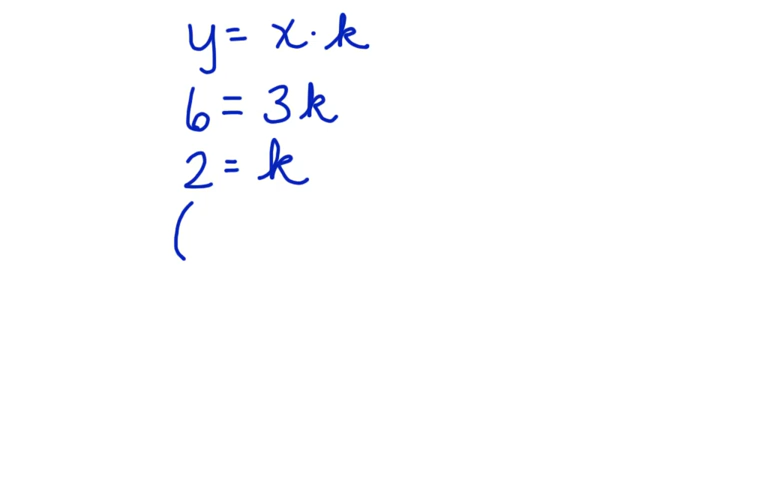 y = x · k
6 = 3k
2 = k
(